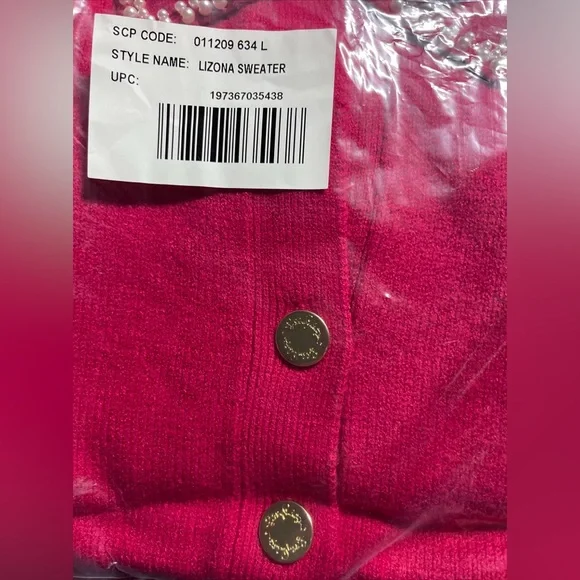 SCP CODE: 011209 634 L
STYLE NAME: LIZONA SWEATER
UPC:
197367035438